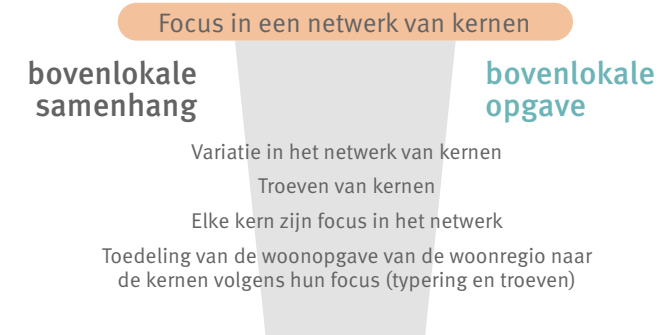 Focus in een netwerk van kernen
bovenlokale
samenhang
bovenlokale
opgave
Variatie in het netwerk van kernen
Troeven van kernen
Elke kern zijn focus in het netwerk
Toedeling van de woonopgave van de woonregio naar
de kernen volgens hun focus (typering en troeven)